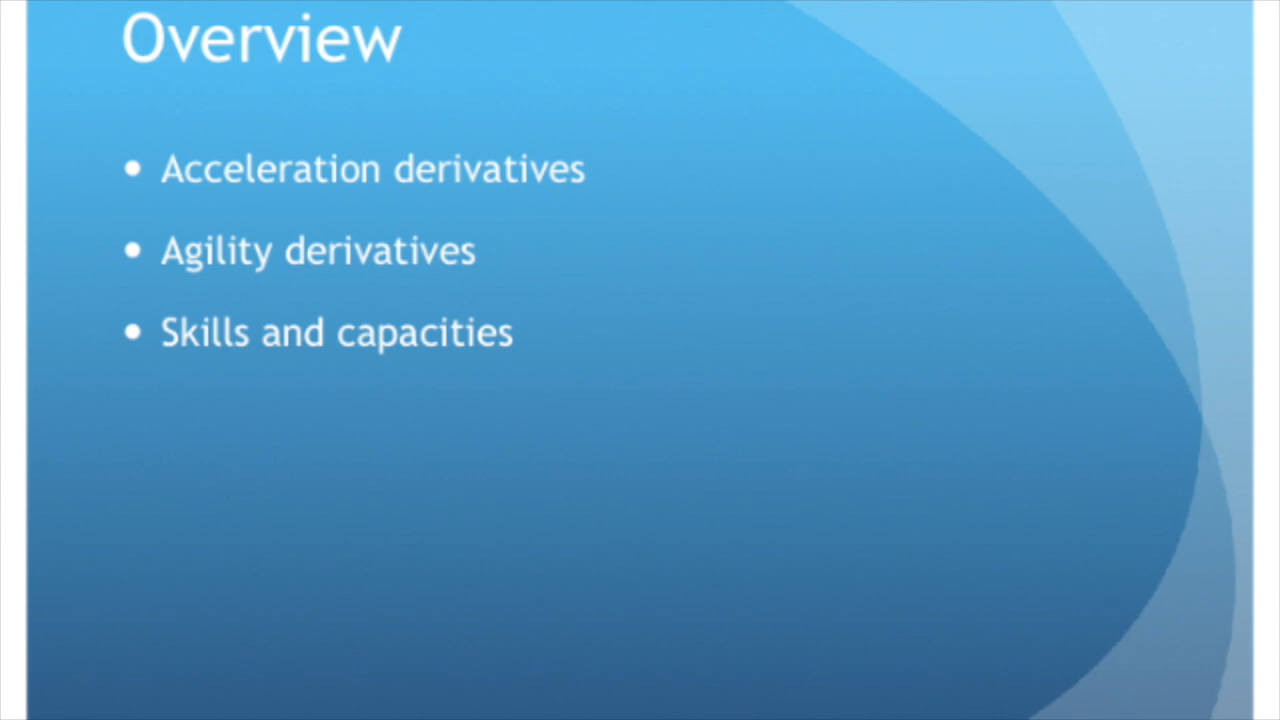 Overview
• Acceleration derivatives
• Agility derivatives
• Skills and capacities